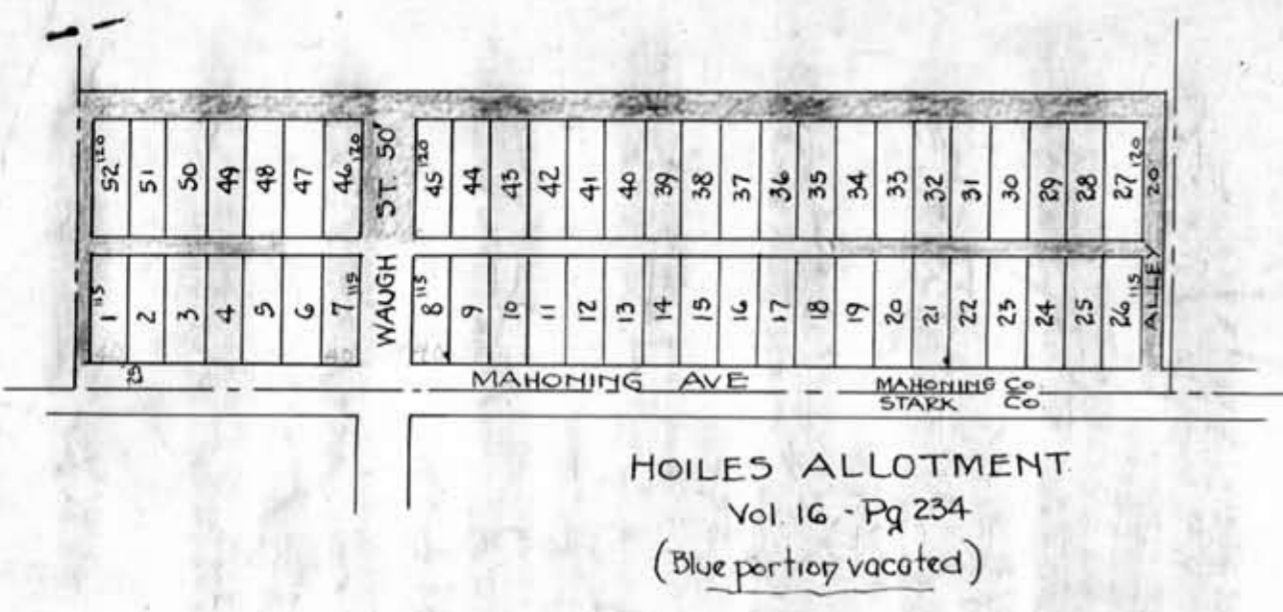 52 120 51 50 49 48 47 46 120
WAUGH ST. 50'
45 120 44 43 42 41 40 39 38 37 36 35 34 33 32 31 30 29 28 27 120
ALLEY 20'
1 115 2 3 4 5 6 7 115
8 115 9 10 11 12 13 14 15 16 17 18 19 20 21 22 23 24 25 26 115
40 40 40
25
MAHONING AVE
MAHONING Co.
STARK Co.
HOILES ALLOTMENT
Vol. 16 - Pg 234
(Blue portion vacated)